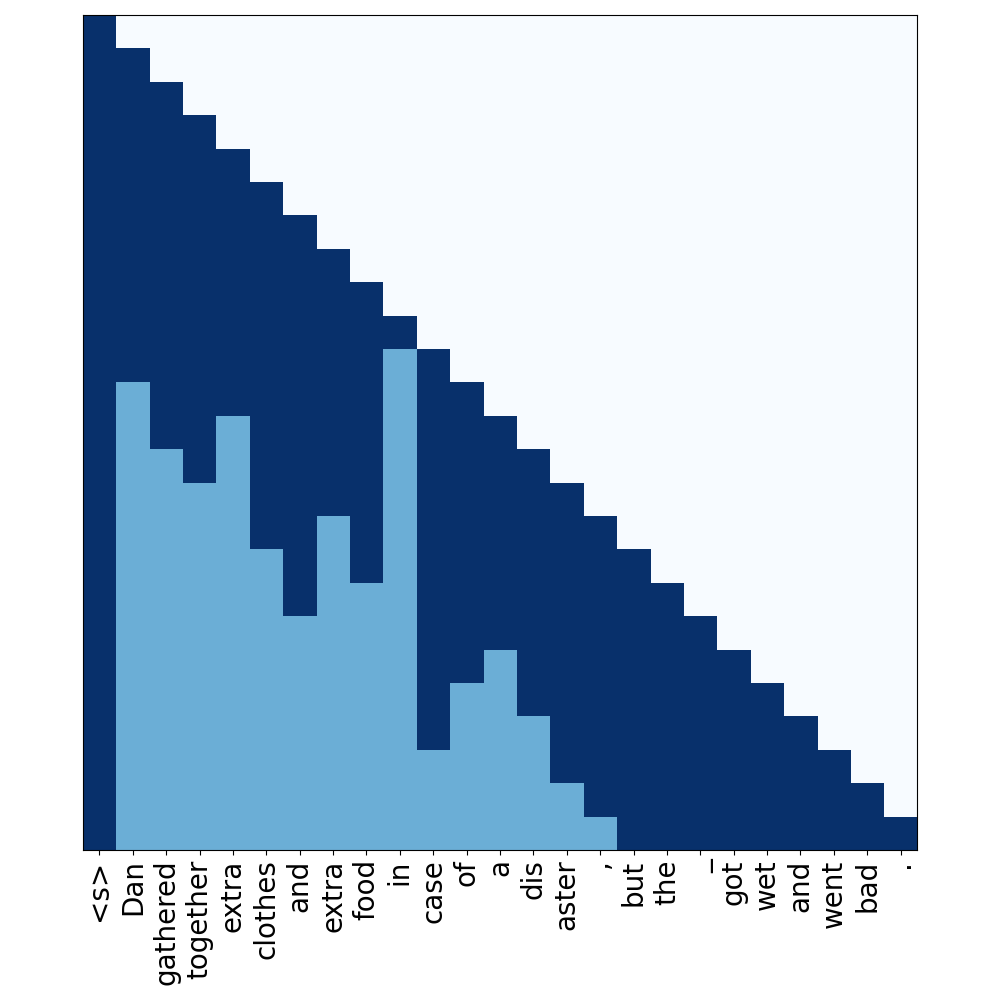 <s> Dan gathered together extra clothes and extra food in case of a dis aster , but the _ got wet and went bad .